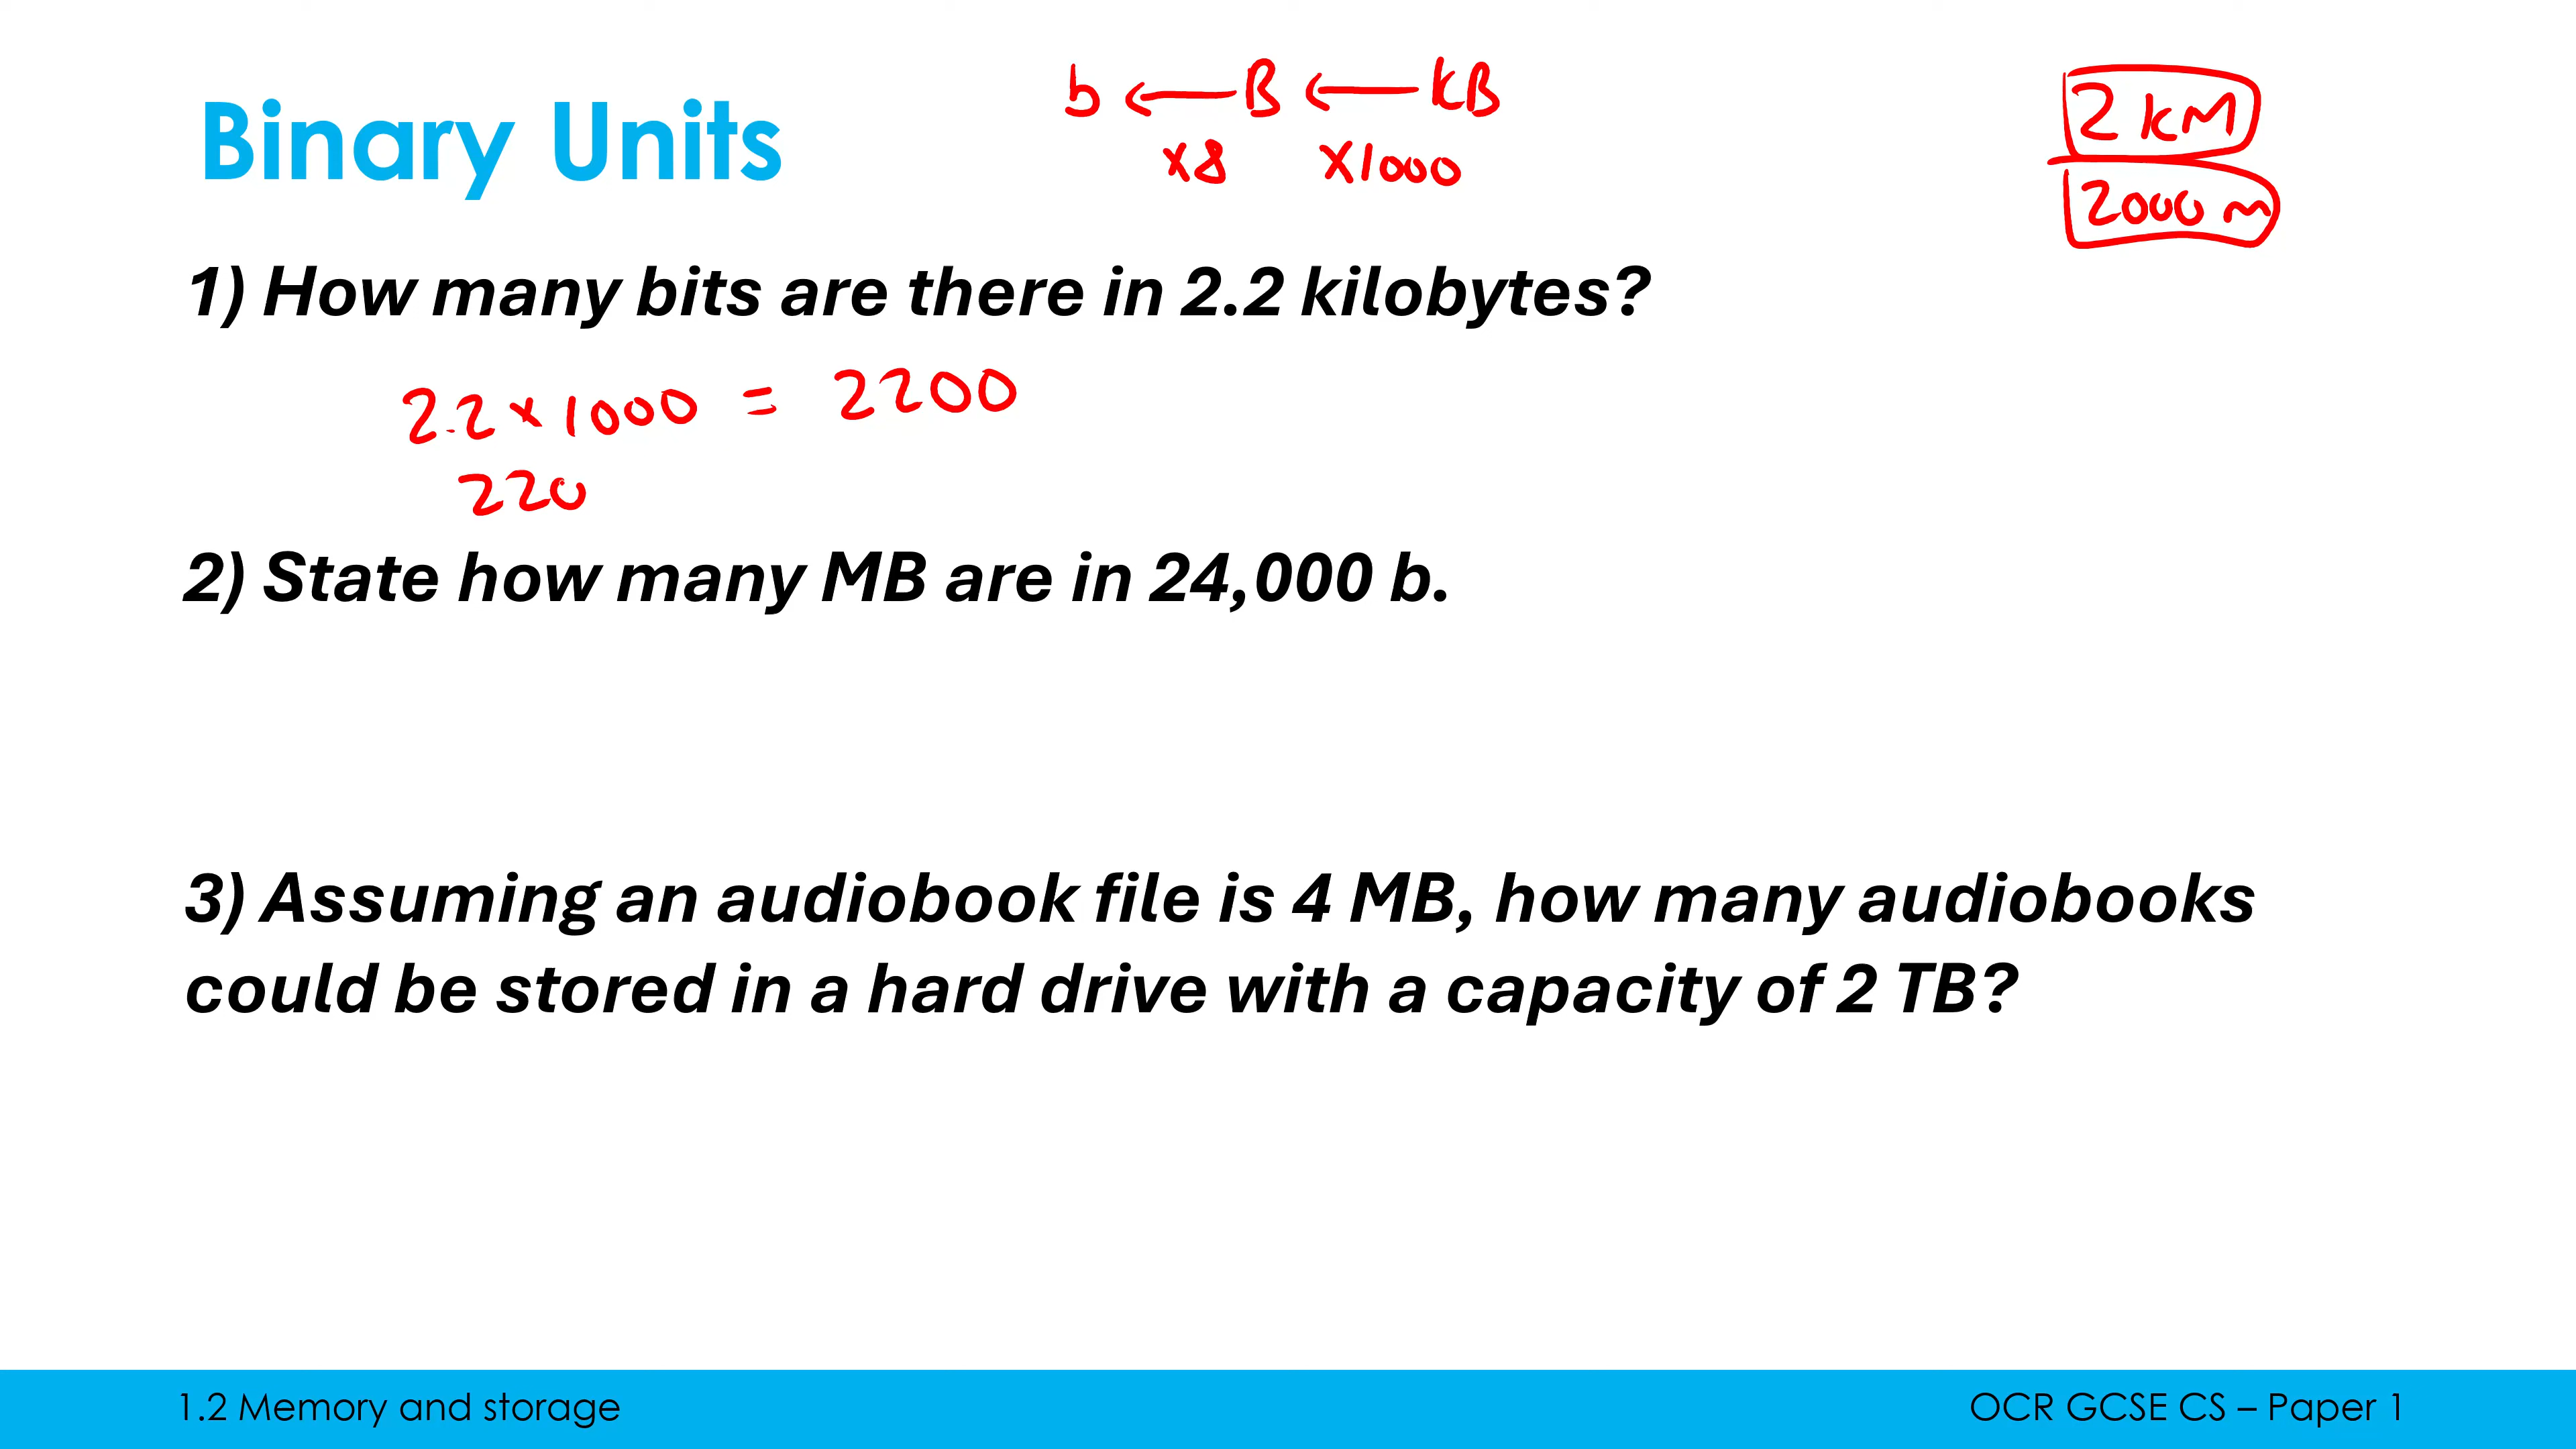 b ← B ← kB
x8 x1000
2 kM
2000 m
Binary Units
1) How many bits are there in 2.2 kilobytes?
2.2 x 1000 = 2200
220
2) State how many MB are in 24,000 b.
3) Assuming an audiobook file is 4 MB, how many audiobooks
could be stored in a hard drive with a capacity of 2 TB?
1.2 Memory and storage
OCR GCSE CS – Paper 1